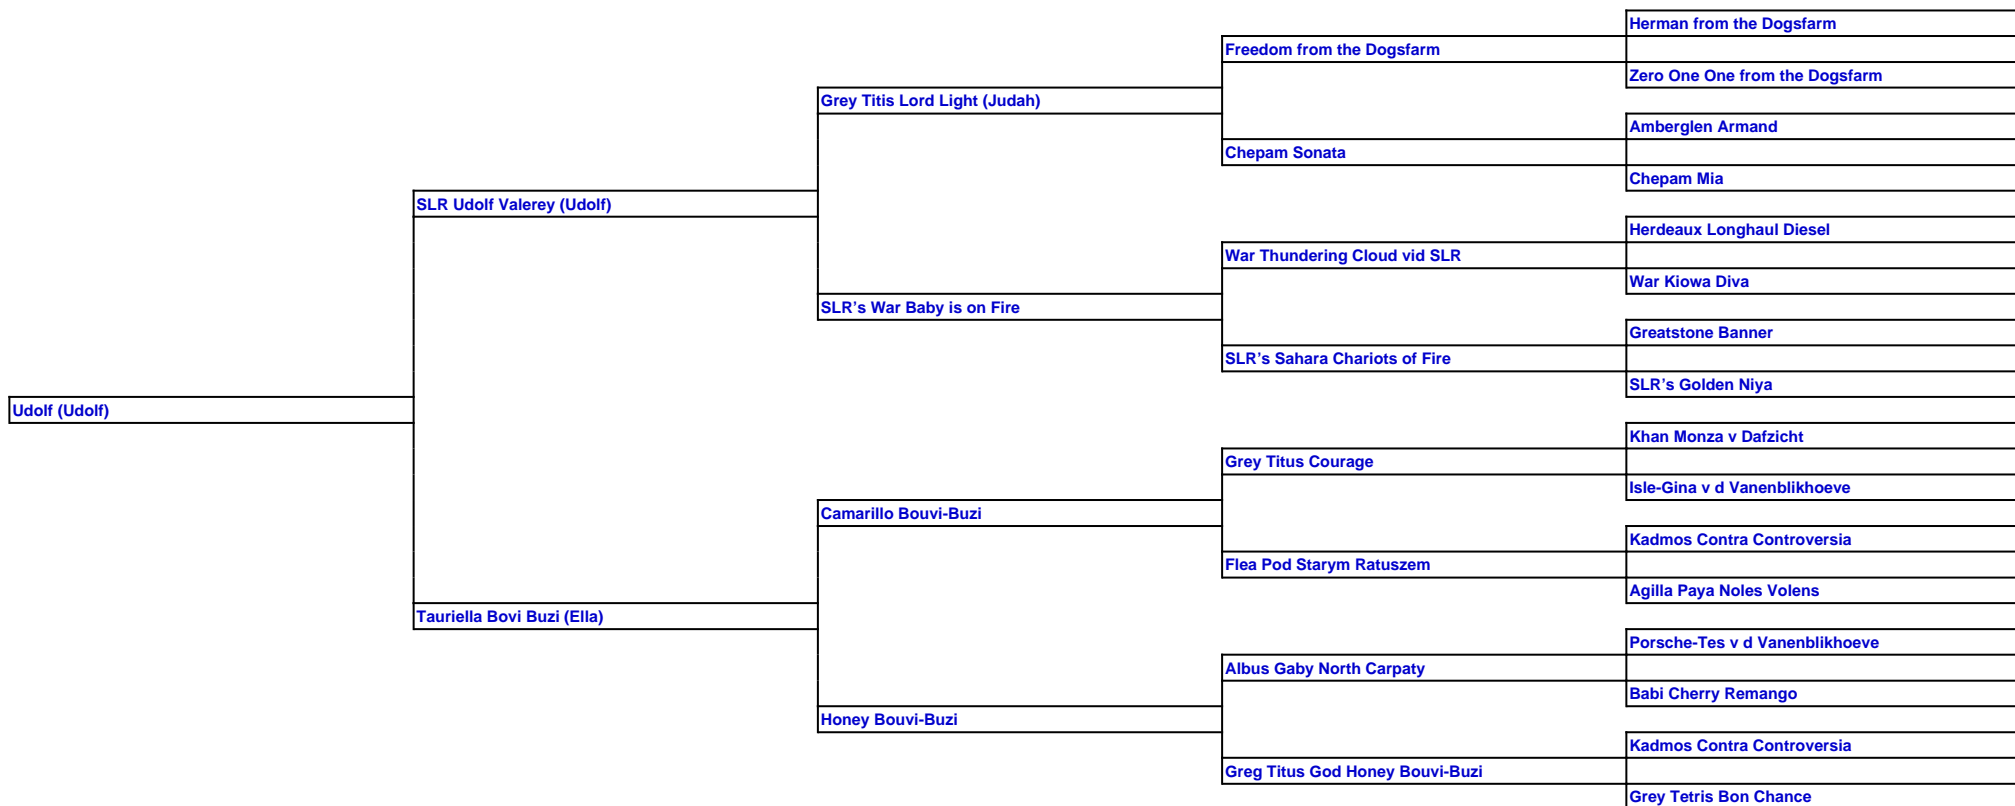 Herman from the Dogsfarm
Freedom from the Dogsfarm
Zero One One from the Dogsfarm
Grey Titis Lord Light (Judah)
Amberglen Armand
Chepam Sonata
Chepam Mia
SLR Udolf Valerey (Udolf)
Herdeaux Longhaul Diesel
War Thundering Cloud vid SLR
War Kiowa Diva
SLR’s War Baby is on Fire
Greatstone Banner
SLR’s Sahara Chariots of Fire
SLR’s Golden Niya
Udolf (Udolf)
Khan Monza v Dafzicht
Grey Titus Courage
Isle-Gina v d Vanenblikhoeve
Camarillo Bouvi-Buzi
Kadmos Contra Controversia
Flea Pod Starym Ratuszem
Agilla Paya Noles Volens
Tauriella Bovi Buzi (Ella)
Porsche-Tes v d Vanenblikhoeve
Albus Gaby North Carpaty
Babi Cherry Remango
Honey Bouvi-Buzi
Kadmos Contra Controversia
Greg Titus God Honey Bouvi-Buzi
Grey Tetris Bon Chance